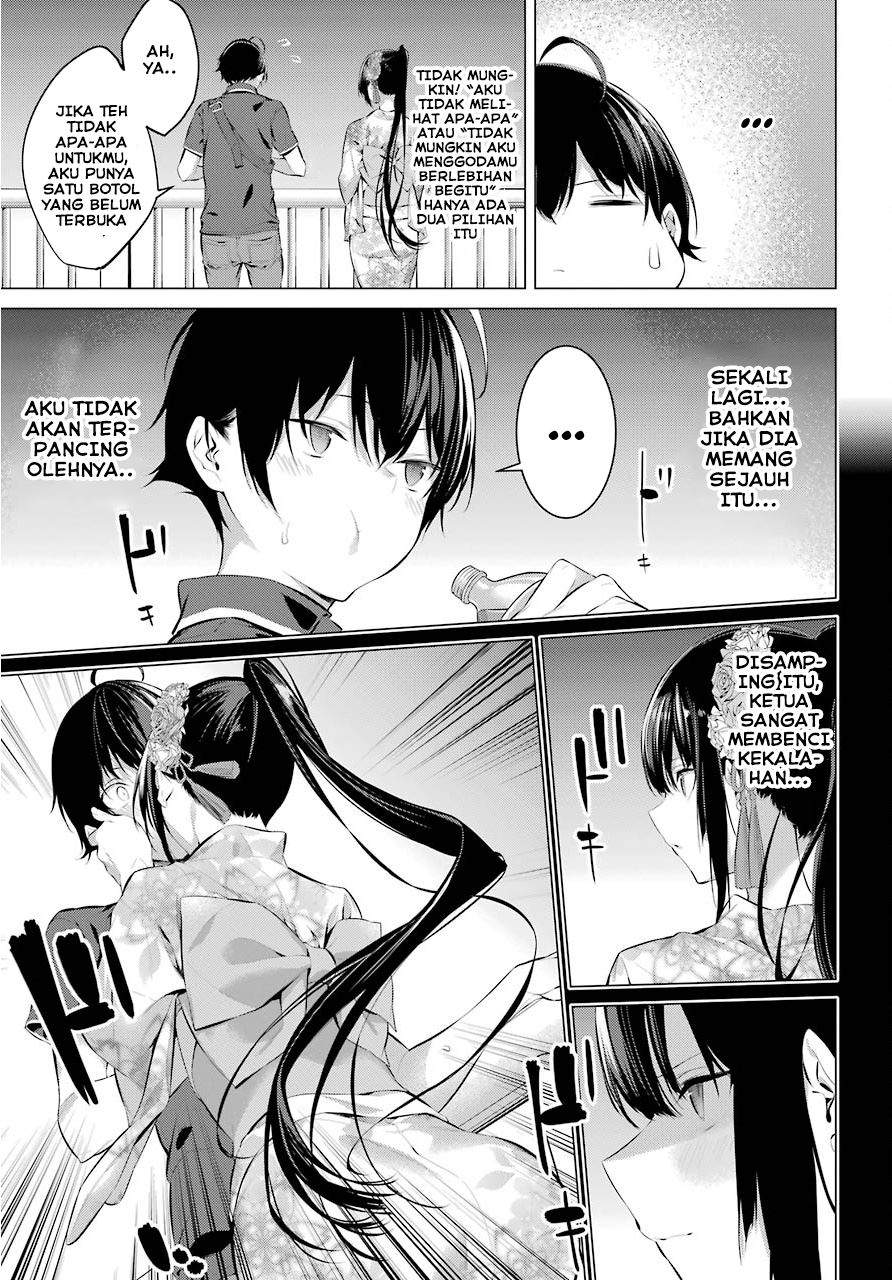 ...
TIDAK MUNG-
KIN! "AKU
TIDAK MELI-
HAT APA-APA"
ATAU "TIDAK
MUNGKIN AKU
MENGGODAMU
BERLEBIHAN
BEGITU"
HANYA ADA
DUA PILIHAN
ITU
AH,
YA..
JIKA TEH
TIDAK
APA-APA
UNTUKMU,
AKU PUNYA
SATU BOTOL
YANG BELUM
TERBUKA
.
SEKALI
LAGI...
BAHKAN
JIKA DIA
MEMANG
SEJAUH
ITU...
...
ドキ
ドキ
AKU TIDAK
AKAN TER-
PANCING
OLEHNYA..
DISAMP-
ING}ITU,
KETUA
SANGAT
MEMBENCI
KEKALA-
HAN...
ドキ
ドキ
ドキ…